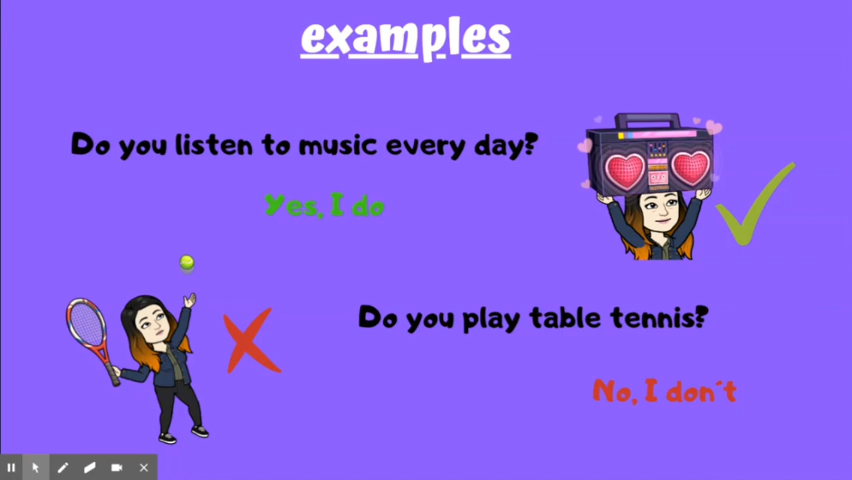 examples
Do you listen to music every day?
Yes, I do
Do you play table tennis?
No, I don´t